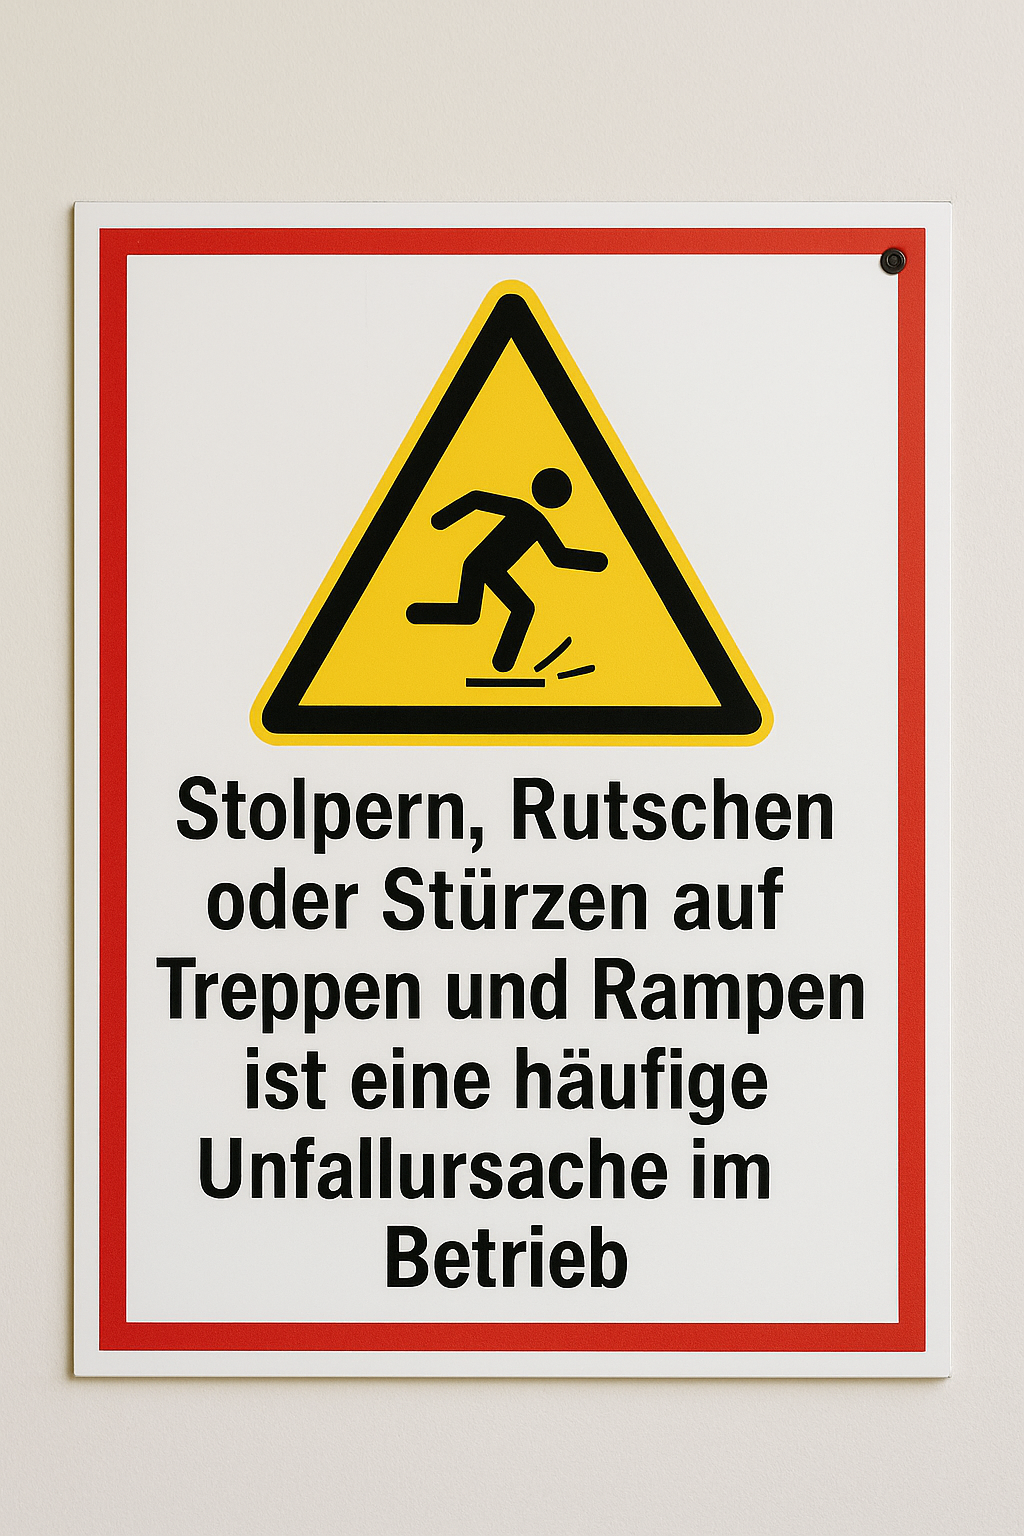 Stolpern, Rutschen
oder Stürzen auf
Treppen und Rampen
ist eine häufige
Unfallursache im
Betrieb